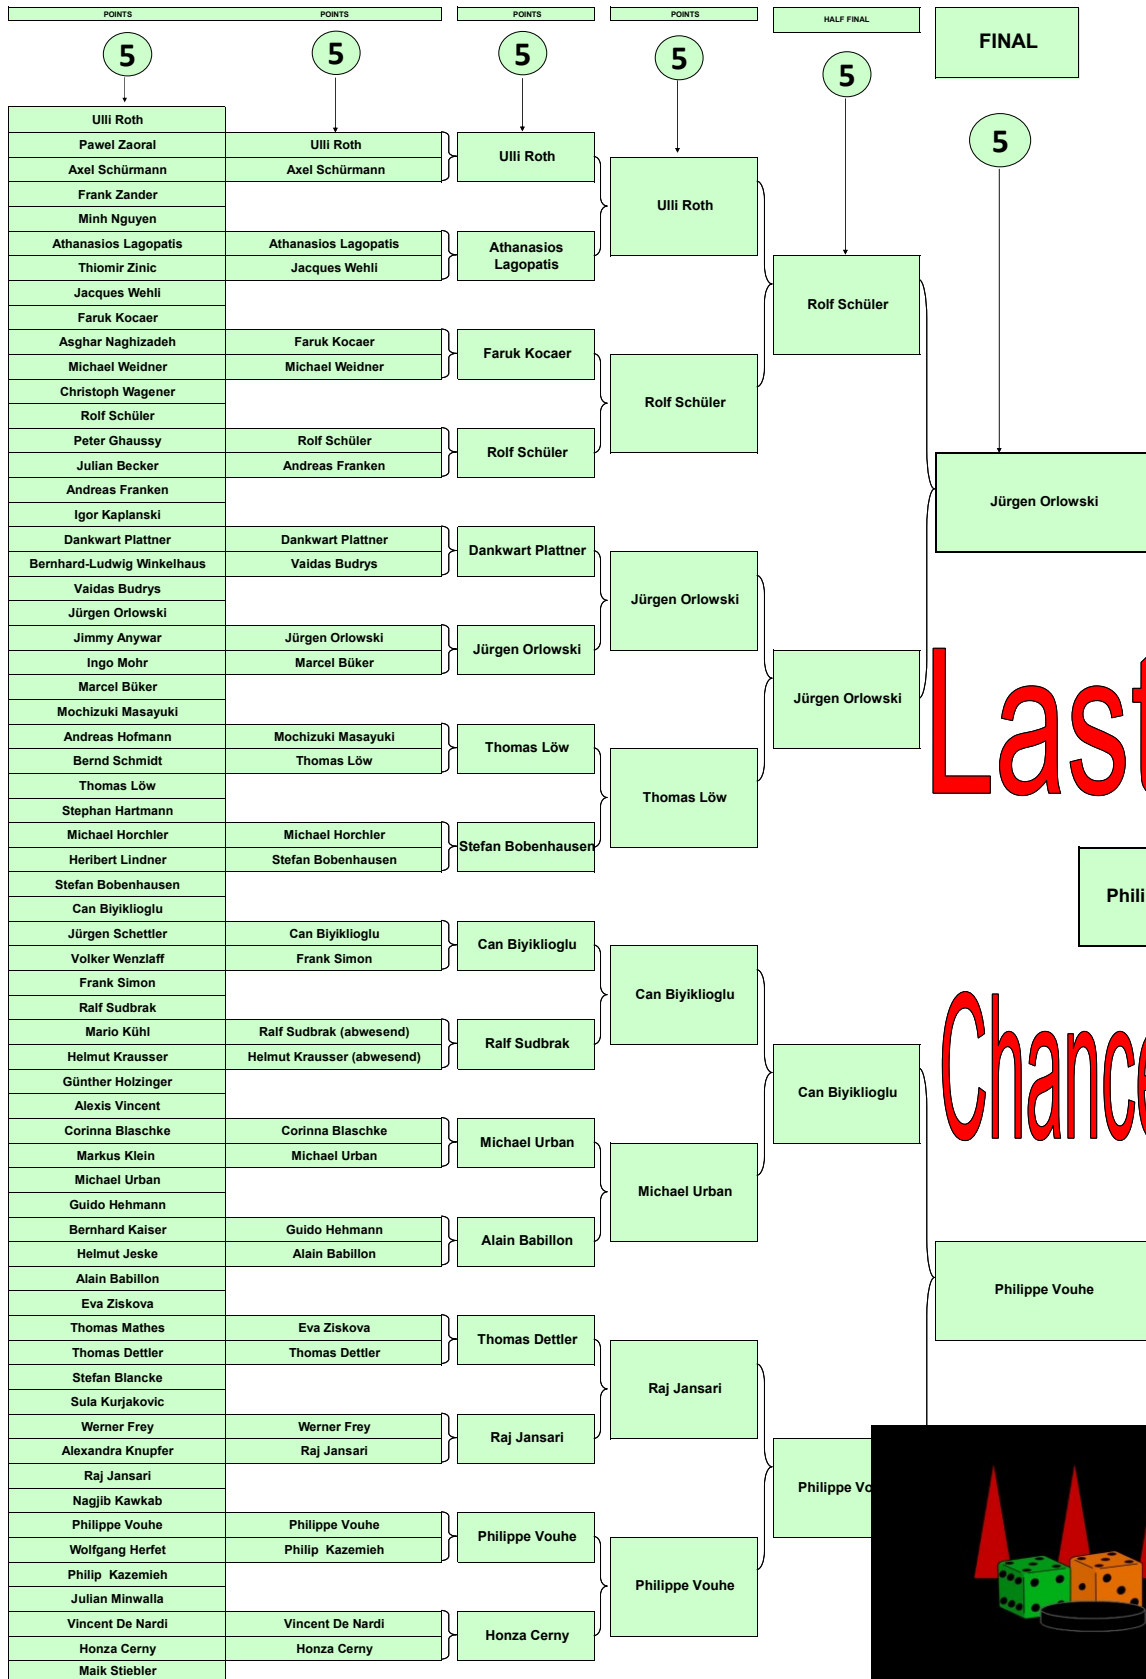 POINTS
POINTS
POINTS
POINTS
HALF FINAL
FINAL
5
5
5
5
5
5
Ulli Roth
Pawel Zaoral
Axel Schürmann
Frank Zander
Minh Nguyen
Athanasios Lagopatis
Thiomir Zinic
Jacques Wehli
Faruk Kocaer
Asghar Naghizadeh
Michael Weidner
Christoph Wagener
Rolf Schüler
Peter Ghaussy
Julian Becker
Andreas Franken
Igor Kaplanski
Dankwart Plattner
Bernhard-Ludwig Winkelhaus
Vaidas Budrys
Jürgen Orlowski
Jimmy Anywar
Ingo Mohr
Marcel Büker
Mochizuki Masayuki
Andreas Hofmann
Bernd Schmidt
Thomas Löw
Stephan Hartmann
Michael Horchler
Heribert Lindner
Stefan Bobenhausen
Can Biyiklioglu
Jürgen Schettler
Volker Wenzlaff
Frank Simon
Ralf Sudbrak
Mario Kühl
Helmut Krausser
Günther Holzinger
Alexis Vincent
Corinna Blaschke
Markus Klein
Michael Urban
Guido Hehmann
Bernhard Kaiser
Helmut Jeske
Alain Babillon
Eva Ziskova
Thomas Mathes
Thomas Dettler
Stefan Blancke
Sula Kurjakovic
Werner Frey
Alexandra Knupfer
Raj Jansari
Nagjib Kawkab
Philippe Vouhe
Wolfgang Herfet
Philip Kazemieh
Julian Minwalla
Vincent De Nardi
Honza Cerny
Maik Stiebler
Ulli Roth
Axel Schürmann
Athanasios Lagopatis
Jacques Wehli
Faruk Kocaer
Michael Weidner
Rolf Schüler
Andreas Franken
Dankwart Plattner
Vaidas Budrys
Jürgen Orlowski
Marcel Büker
Mochizuki Masayuki
Thomas Löw
Michael Horchler
Stefan Bobenhausen
Can Biyiklioglu
Frank Simon
Ralf Sudbrak (abwesend)
Helmut Krausser (abwesend)
Corinna Blaschke
Michael Urban
Guido Hehmann
Alain Babillon
Eva Ziskova
Thomas Dettler
Werner Frey
Raj Jansari
Philippe Vouhe
Philip Kazemieh
Vincent De Nardi
Honza Cerny
Ulli Roth
Athanasios
Lagopatis
Faruk Kocaer
Rolf Schüler
Dankwart Plattner
Jürgen Orlowski
Thomas Löw
Stefan Bobenhausen
Can Biyiklioglu
Ralf Sudbrak
Michael Urban
Alain Babillon
Thomas Dettler
Raj Jansari
Philippe Vouhe
Honza Cerny
Ulli Roth
Rolf Schüler
Jürgen Orlowski
Thomas Löw
Can Biyiklioglu
Michael Urban
Raj Jansari
Philippe Vouhe
Rolf Schüler
Jürgen Orlowski
Can Biyiklioglu
Philippe Vo
Jürgen Orlowski
Last
Phili
Chance
Philippe Vouhe